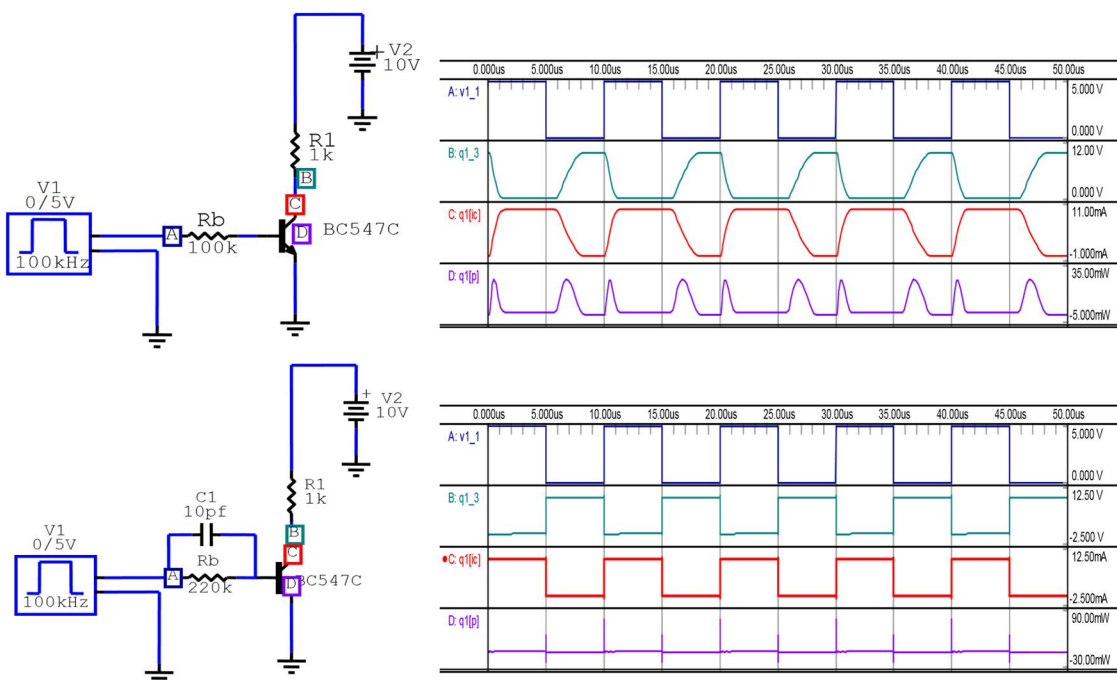 V2
10V
R1
1k
B
C
V1
0/5V
A
Rb
100k
D
BC547C
100kHz
0.000us 5.000us 10.00us 15.00us 20.00us 25.00us 30.00us 35.00us 40.00us 45.00us 50.00us
A: v1_1
5.000 V
0.000 V
B: q1_3
12.00 V
0.000 V
C: q1[ic]
11.00mA
-1.000mA
D: q1[p]
35.00mW
-5.000mW
V2
10V
R1
1k
C1
10pf
B
C
V1
0/5V
A
Rb
220k
D
BC547C
100kHz
0.000us 5.000us 10.00us 15.00us 20.00us 25.00us 30.00us 35.00us 40.00us 45.00us 50.00us
A: v1_1
5.000 V
0.000 V
B: q1_3
12.50 V
-2.500 V
C: q1[ic]
12.50mA
-2.500mA
D: q1[p]
90.00mW
-30.00mW